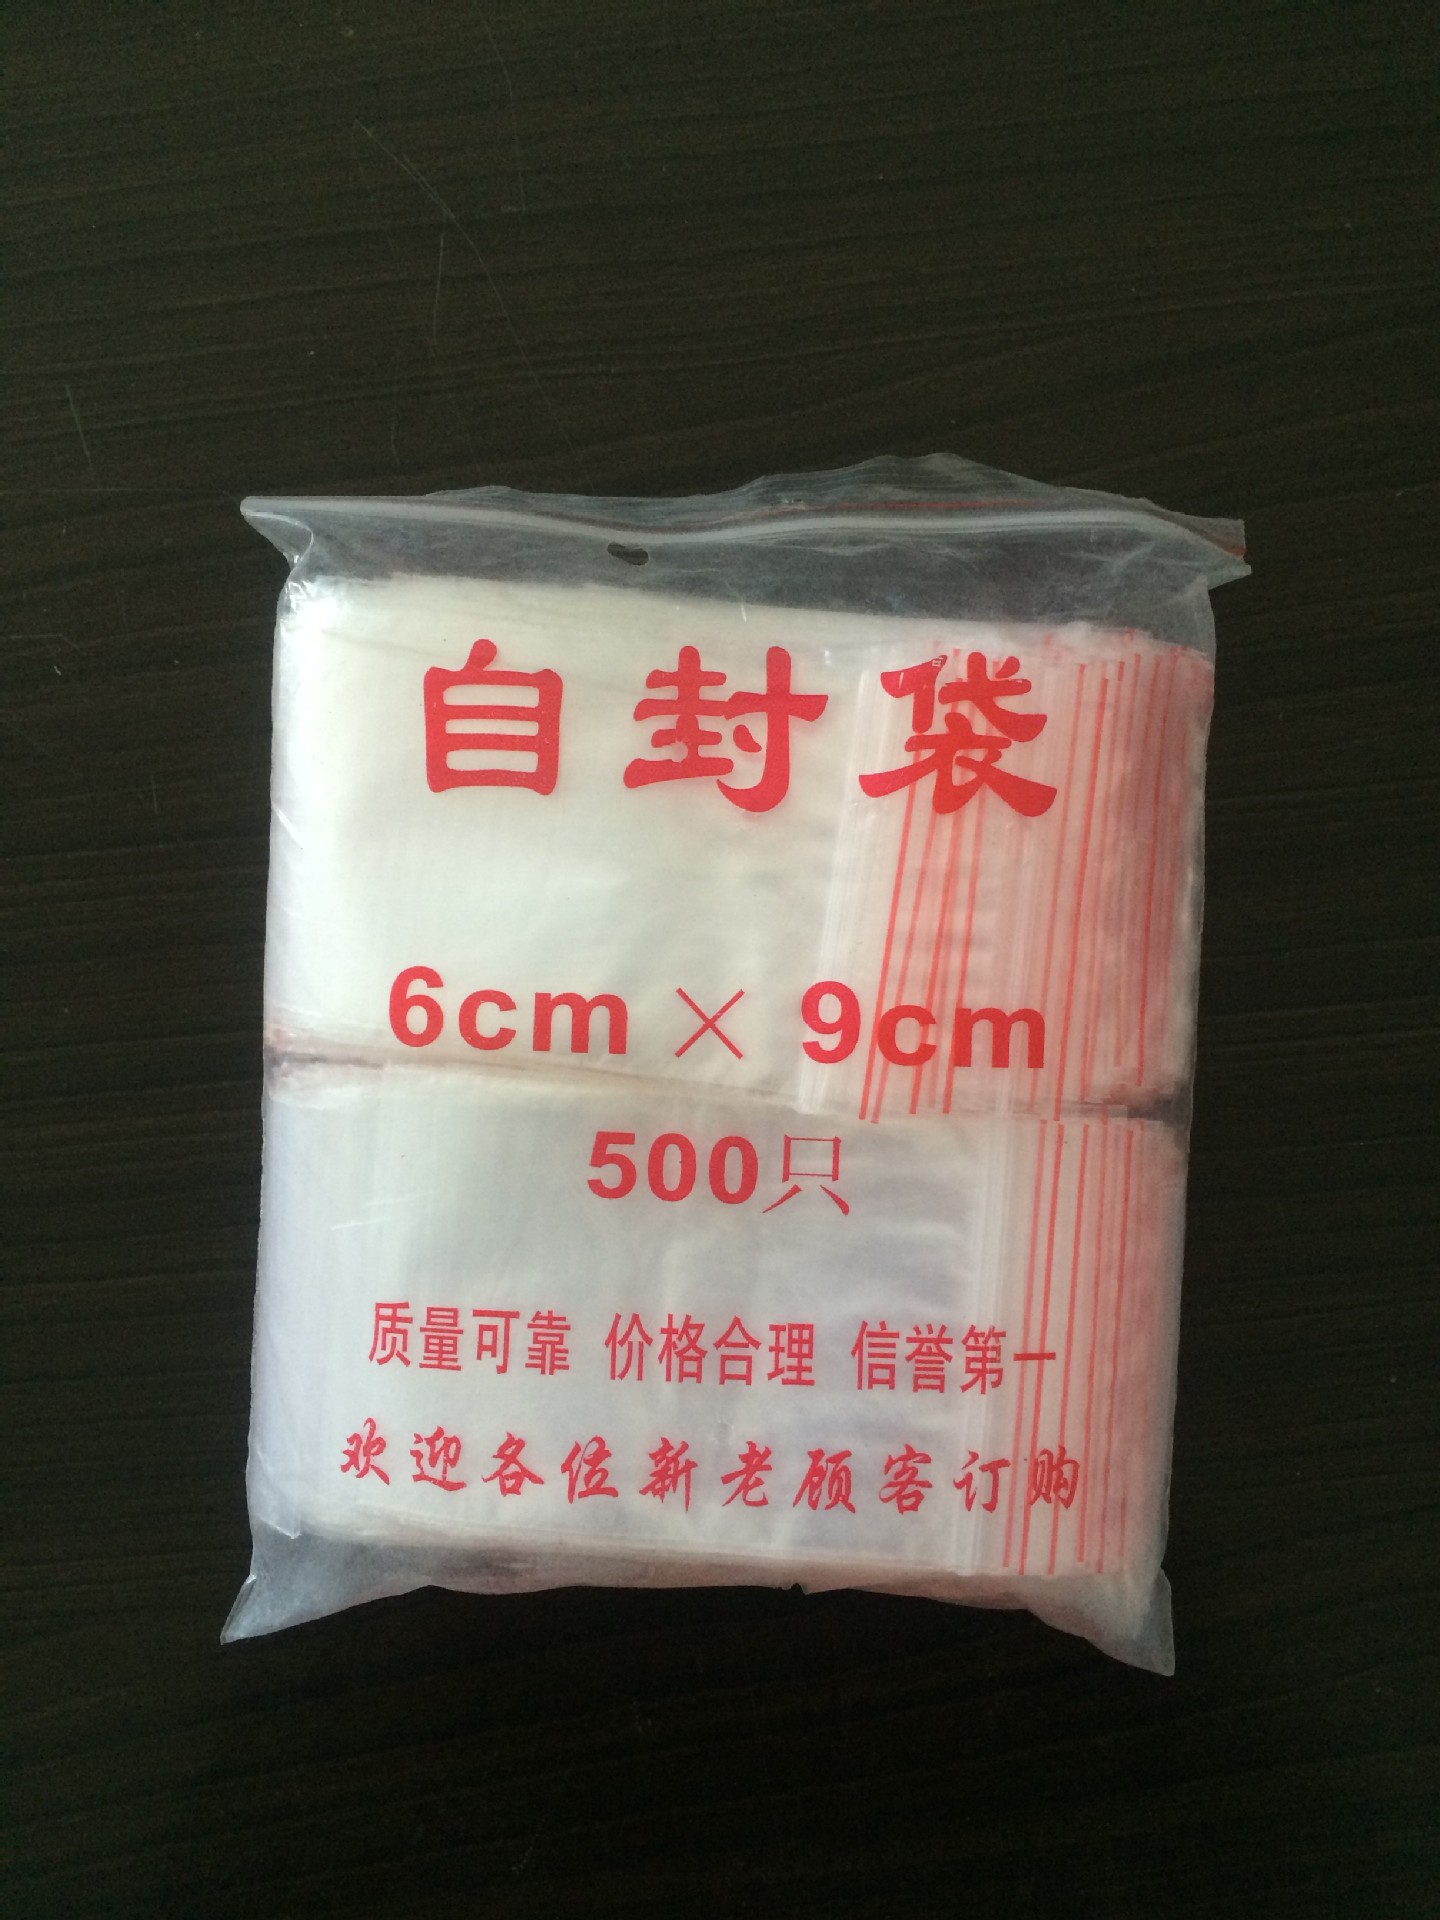 自封袋
6cm×9cm
500只
质量可靠 价格合理 信誉第一
欢迎各位新老顾客订购